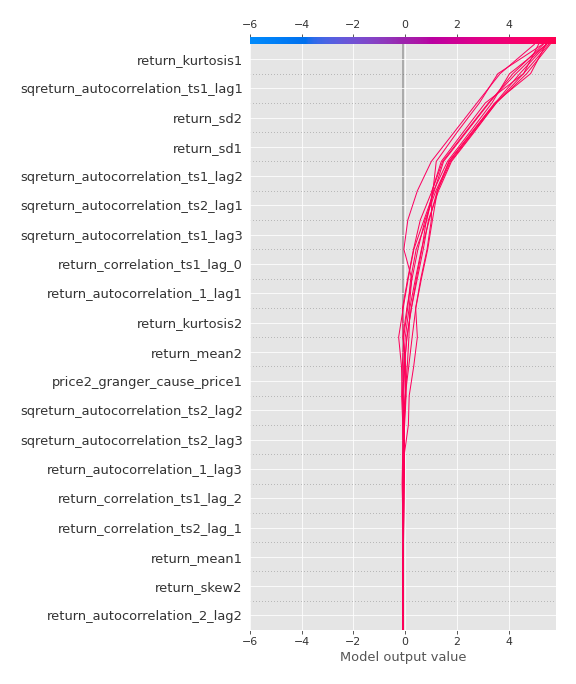 −6 −4 −2 0 2 4
return_kurtosis1
sqreturn_autocorrelation_ts1_lag1
return_sd2
return_sd1
sqreturn_autocorrelation_ts1_lag2
sqreturn_autocorrelation_ts2_lag1
sqreturn_autocorrelation_ts1_lag3
return_correlation_ts1_lag_0
return_autocorrelation_1_lag1
return_kurtosis2
return_mean2
price2_granger_cause_price1
sqreturn_autocorrelation_ts2_lag2
sqreturn_autocorrelation_ts2_lag3
return_autocorrelation_1_lag3
return_correlation_ts1_lag_2
return_correlation_ts2_lag_1
return_mean1
return_skew2
return_autocorrelation_2_lag2
−6 −4 −2 0 2 4
Model output value